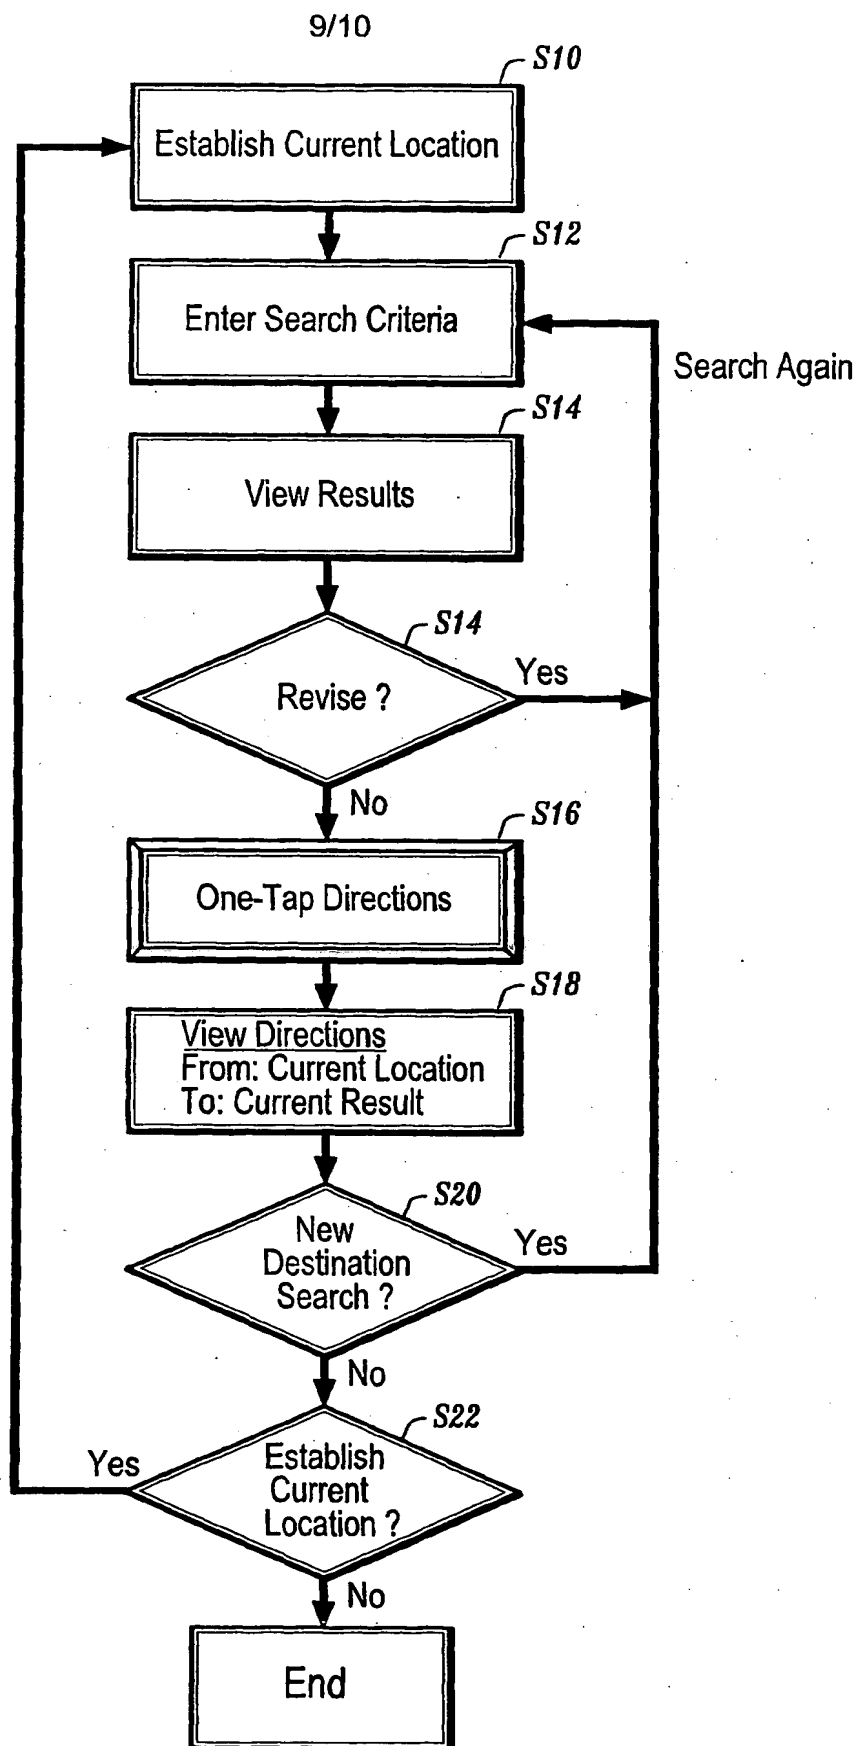 9/10
S10
Establish Current Location
S12
Enter Search Criteria
Search Again
S14
View Results
S14
Revise ?
Yes
No
S16
One-Tap Directions
S18
View Directions
From: Current Location
To: Current Result
S20
New
Destination
Search ?
Yes
No
S22
Yes
Establish
Current
Location ?
No
End